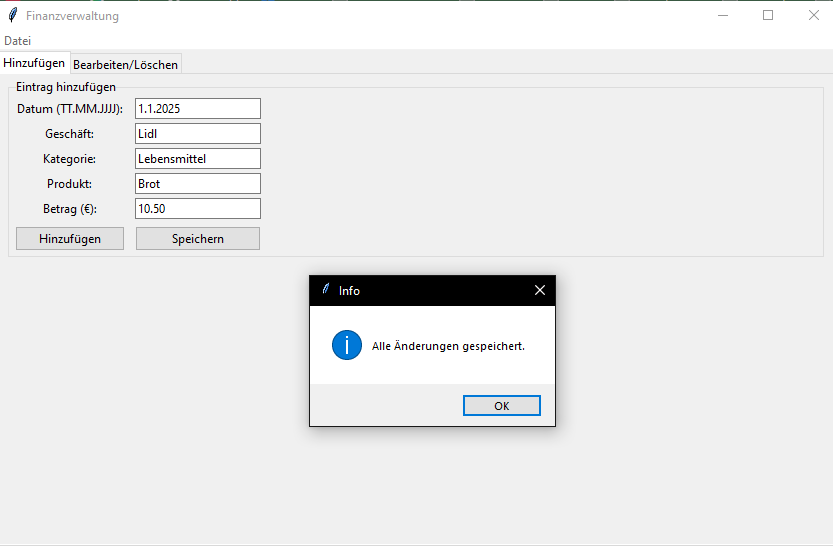 Finanzverwaltung
Datei
Hinzufügen Bearbeiten/Löschen
Eintrag hinzufügen
Datum (TT.MM.JJJJ): 1.1.2025
Geschäft: Lidl
Kategorie: Lebensmittel
Produkt: Brot
Betrag (€): 10.50
Hinzufügen Speichern
Info
Alle Änderungen gespeichert.
OK